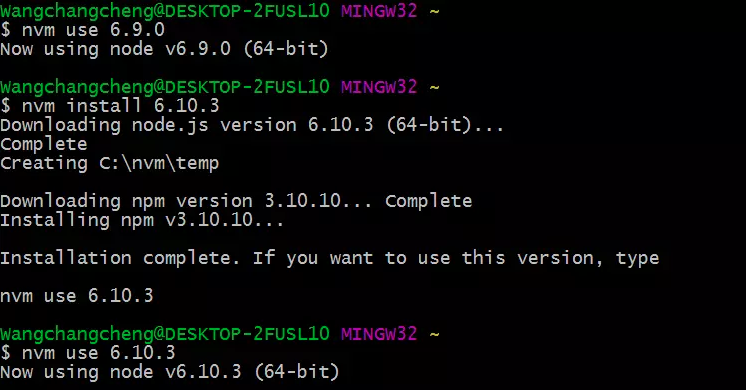 Wangchangcheng@DESKTOP-2FUSL10 MINGW32 ~
$ nvm use 6.9.0
Now using node v6.9.0 (64-bit)
Wangchangcheng@DESKTOP-2FUSL10 MINGW32 ~
$ nvm install 6.10.3
Downloading node.js version 6.10.3 (64-bit)...
Complete
Creating C:\nvm\temp
Downloading npm version 3.10.10... Complete
Installing npm v3.10.10...
Installation complete. If you want to use this version, type
nvm use 6.10.3
Wangchangcheng@DESKTOP-2FUSL10 MINGW32 ~
$ nvm use 6.10.3
Now using node v6.10.3 (64-bit)